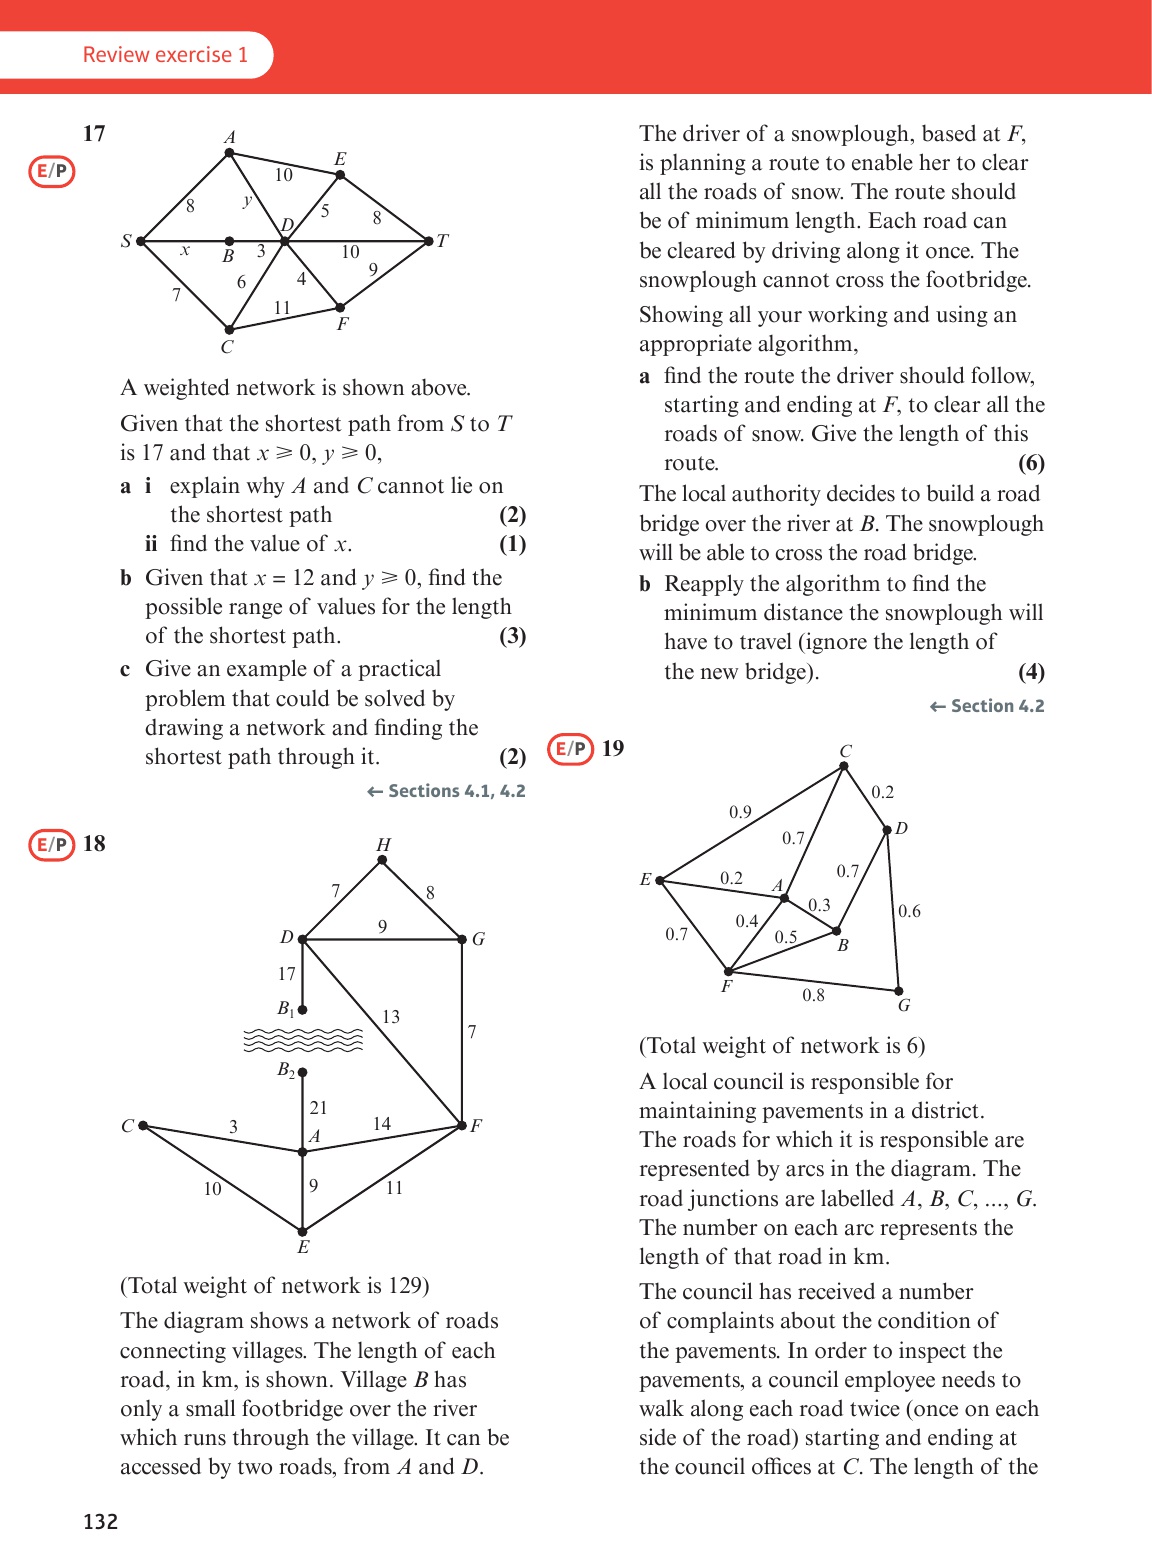 Review exercise 1
17
E/P
A
E
10
8
y
5
8
D
S
T
x
B
3
10
6
4
9
7
11
F
C
A weighted network is shown above.
Given that the shortest path from S to T
is 17 and that x ⩾ 0, y ⩾ 0,
a i explain why A and C cannot lie on
the shortest path (2)
ii find the value of x. (1)
b Given that x = 12 and y ⩾ 0, find the
possible range of values for the length
of the shortest path. (3)
c Give an example of a practical
problem that could be solved by
drawing a network and finding the
shortest path through it. (2)
← Sections 4.1, 4.2
E/P 18
H
7
8
9
D
G
17
B₁
13
7
B₂
21
C
3
A
14
F
10
9
11
E
(Total weight of network is 129)
The diagram shows a network of roads
connecting villages. The length of each
road, in km, is shown. Village B has
only a small footbridge over the river
which runs through the village. It can be
accessed by two roads, from A and D.
The driver of a snowplough, based at F,
is planning a route to enable her to clear
all the roads of snow. The route should
be of minimum length. Each road can
be cleared by driving along it once. The
snowplough cannot cross the footbridge.
Showing all your working and using an
appropriate algorithm,
a find the route the driver should follow,
starting and ending at F, to clear all the
roads of snow. Give the length of this
route. (6)
The local authority decides to build a road
bridge over the river at B. The snowplough
will be able to cross the road bridge.
b Reapply the algorithm to find the
minimum distance the snowplough will
have to travel (ignore the length of
the new bridge). (4)
← Section 4.2
E/P 19
C
0.2
0.9
D
0.7
0.7
E
0.2
A
0.3
0.6
0.4
0.7
0.5
B
F
0.8
G
(Total weight of network is 6)
A local council is responsible for
maintaining pavements in a district.
The roads for which it is responsible are
represented by arcs in the diagram. The
road junctions are labelled A, B, C, ..., G.
The number on each arc represents the
length of that road in km.
The council has received a number
of complaints about the condition of
the pavements. In order to inspect the
pavements, a council employee needs to
walk along each road twice (once on each
side of the road) starting and ending at
the council offices at C. The length of the
132